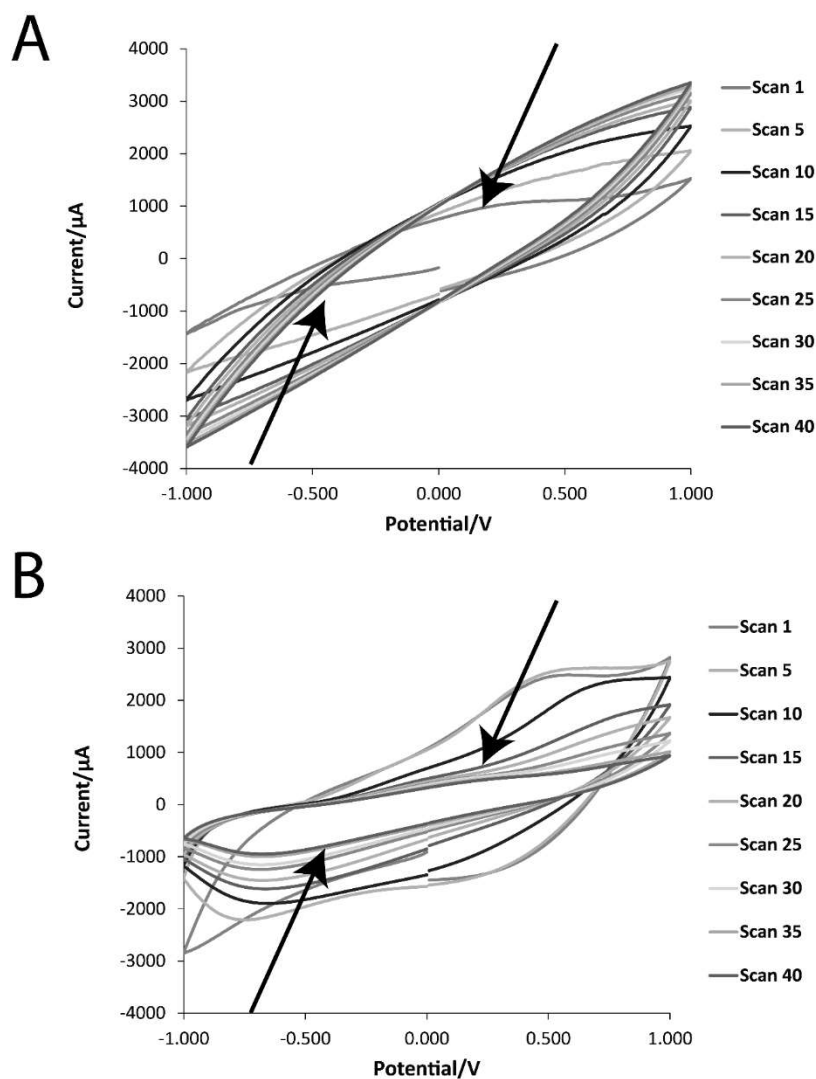 A
4000
3000
2000
1000
0
-1000
-2000
-3000
-4000
Current/µA
-1.000 -0.500 0.000 0.500 1.000
Potential/V
Scan 1
Scan 5
Scan 10
Scan 15
Scan 20
Scan 25
Scan 30
Scan 35
Scan 40
B
4000
3000
2000
1000
0
-1000
-2000
-3000
-4000
Current/µA
-1.000 -0.500 0.000 0.500 1.000
Potential/V
Scan 1
Scan 5
Scan 10
Scan 15
Scan 20
Scan 25
Scan 30
Scan 35
Scan 40